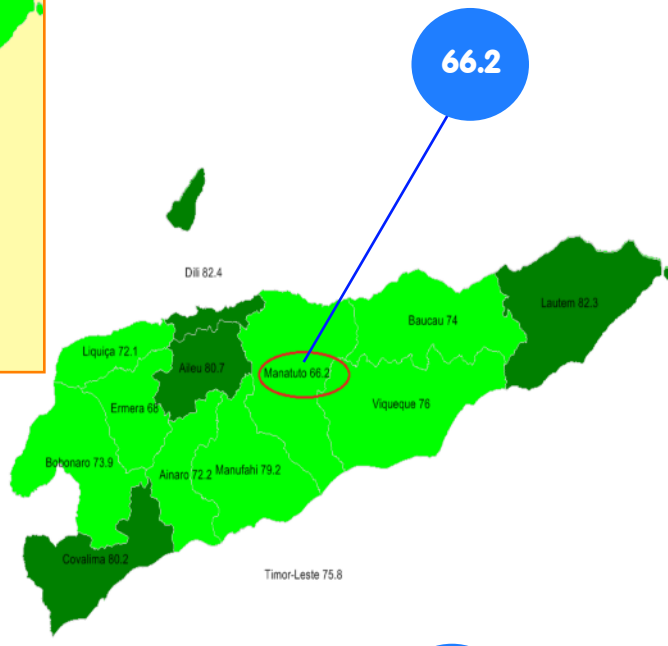 66.2
Dili 82.4
Lautem 82.3
Baucau 74
Liquiça 72.1
Aileu 80.7
Manatuto 66.2
Viqueque 76
Ermera 68
Bobonaro 73.9
Ainaro 72.2
Manufahi 79.2
Covalima 80.2
Timor-Leste 75.8